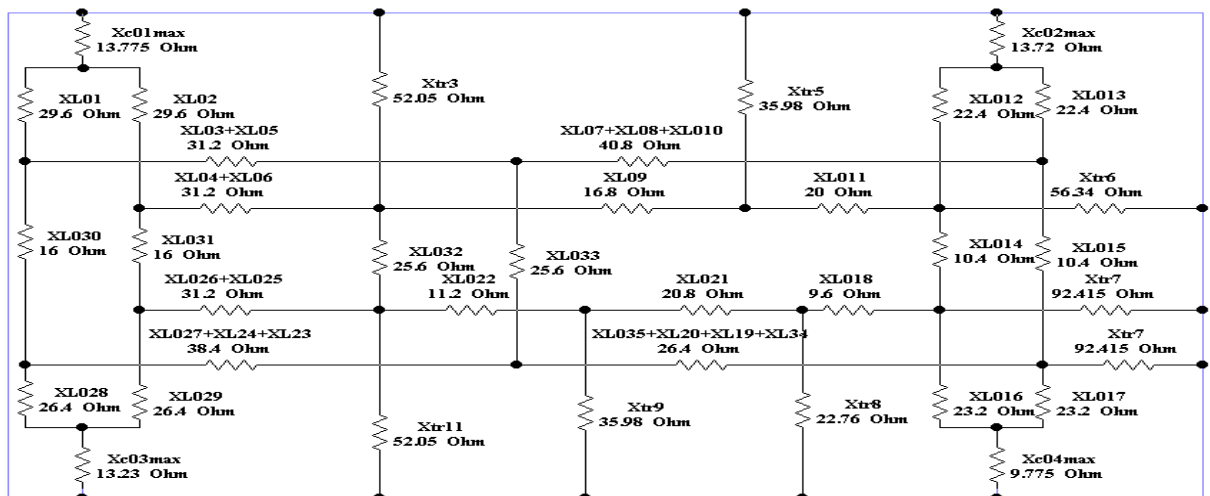 Xc01max
13.775 Ohm
Xc02max
13.72 Ohm
Xtr3
52.05 Ohm
Xtr5
35.98 Ohm
XL01
29.6 Ohm
XL02
29.6 Ohm
XL012
22.4 Ohm
XL013
22.4 Ohm
XL03+XL05
31.2 Ohm
XL07+XL08+XL010
40.8 Ohm
XL04+XL06
31.2 Ohm
XL09
16.8 Ohm
XL011
20 Ohm
Xtr6
56.34 Ohm
XL030
16 Ohm
XL031
16 Ohm
XL032
25.6 Ohm
XL033
25.6 Ohm
XL014
10.4 Ohm
XL015
10.4 Ohm
XL026+XL025
31.2 Ohm
XL022
11.2 Ohm
XL021
20.8 Ohm
XL018
9.6 Ohm
Xtr7
92.415 Ohm
XL027+XL24+XL23
38.4 Ohm
XL035+XL20+XL19+XL34
26.4 Ohm
Xtr7
92.415 Ohm
XL028
26.4 Ohm
XL029
26.4 Ohm
Xtr11
52.05 Ohm
Xtr9
35.98 Ohm
Xtr8
22.76 Ohm
XL016
23.2 Ohm
XL017
23.2 Ohm
Xc03max
13.23 Ohm
Xc04max
9.775 Ohm